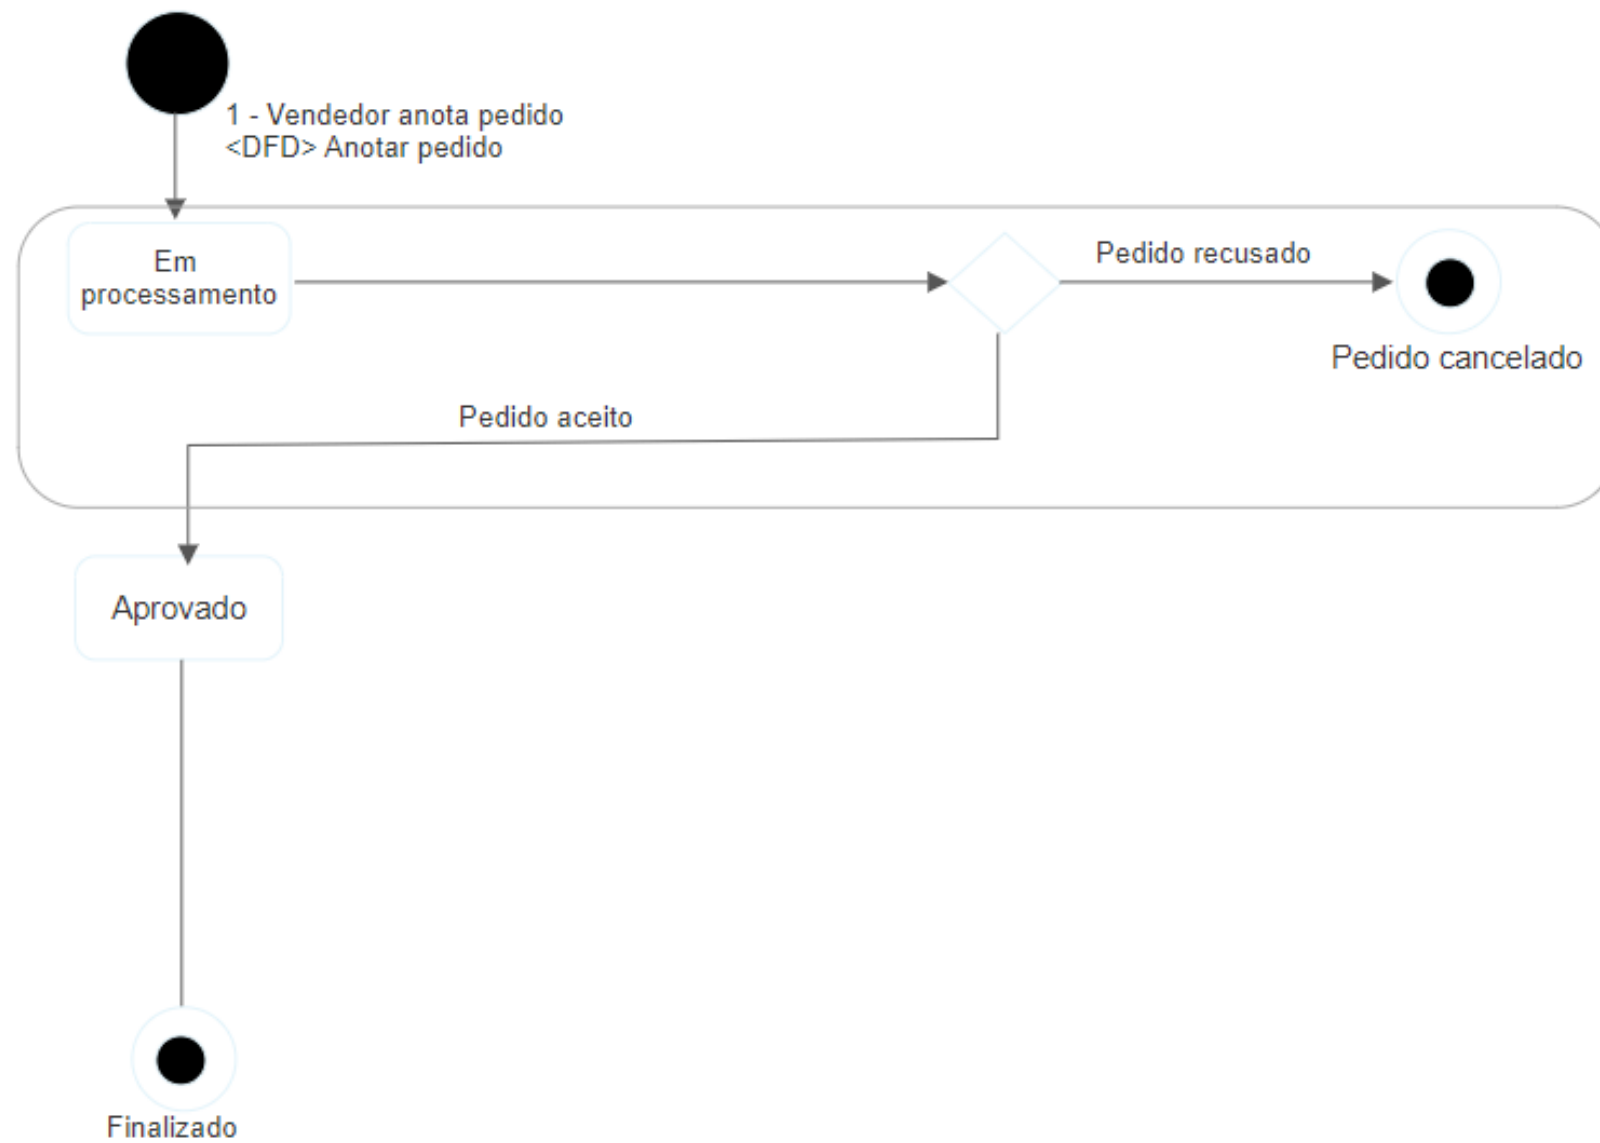 1 - Vendedor anota pedido
<DFD> Anotar pedido
Em
processamento
Pedido recusado
Pedido cancelado
Pedido aceito
Aprovado
Finalizado